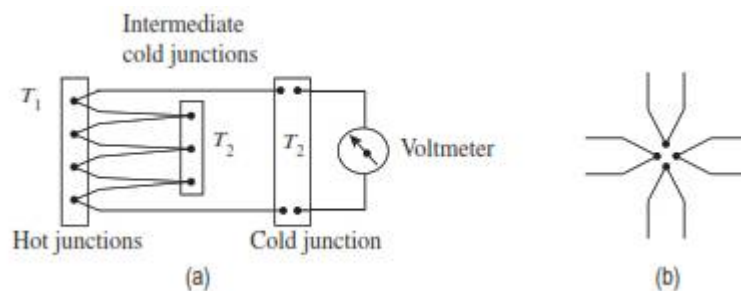 Intermediate
cold junctions
T1
T2
T2
Voltmeter
Hot junctions
Cold junction
(a)
(b)